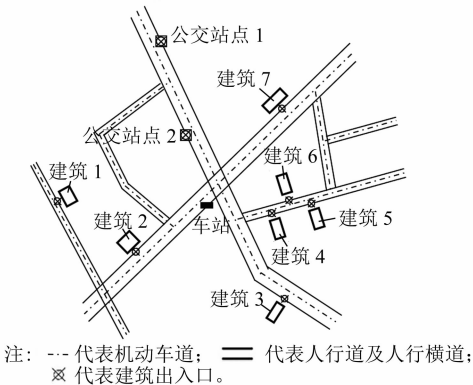 公交站点 1
建筑 7
公交站点 2
建筑 6
建筑 1
建筑 2
车站
建筑 5
建筑 4
建筑 3
注: 代表机动车道; 代表人行道及人行横道;
代表建筑出入口。